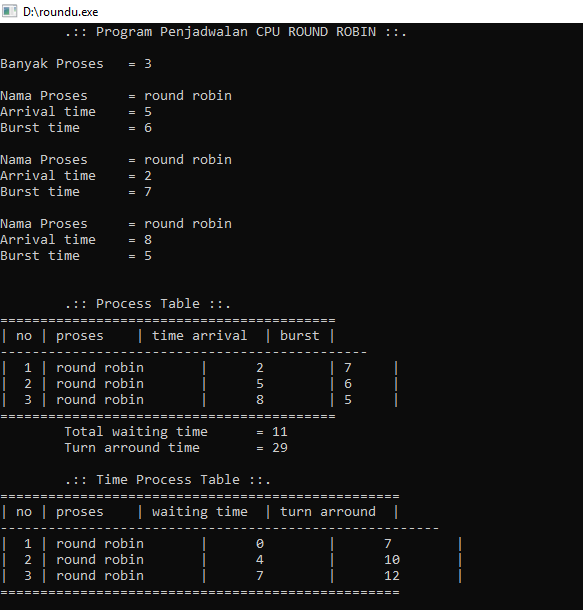 D:\roundu.exe
.:: Program Penjadwalan CPU ROUND ROBIN ::.
Banyak Proses = 3
Nama Proses = round robin
Arrival time = 5
Burst time = 6
Nama Proses = round robin
Arrival time = 2
Burst time = 7
Nama Proses = round robin
Arrival time = 8
Burst time = 5
.:: Process Table ::.
==========================================
| no | proses | time arrival | burst |
----------------------------------------------
| 1 | round robin | 2 | 7 |
| 2 | round robin | 5 | 6 |
| 3 | round robin | 8 | 5 |
==========================================
Total waiting time = 11
Turn arround time = 29
.:: Time Process Table ::.
==================================================
| no | proses | waiting time | turn arround |
-------------------------------------------------------
| 1 | round robin | 0 | 7 |
| 2 | round robin | 4 | 10 |
| 3 | round robin | 7 | 12 |
==================================================